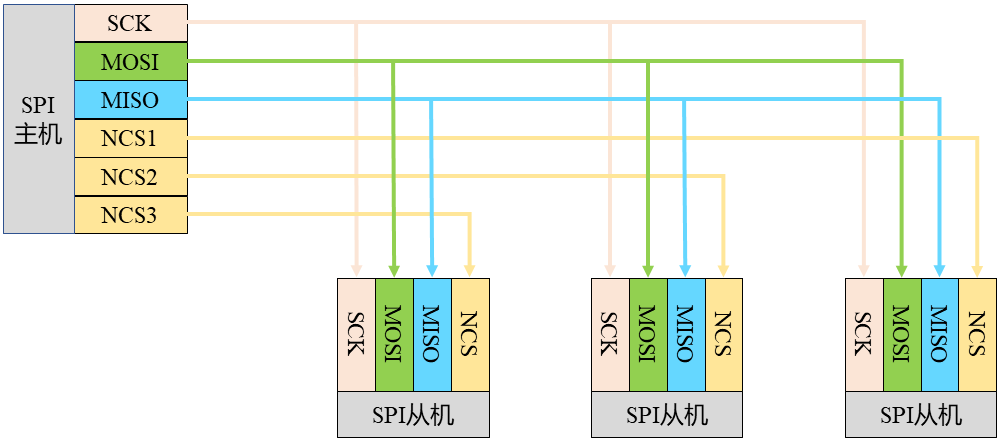 SCK
MOSI
SPI
主机
MISO
NCS1
NCS2
NCS3
SCK
MOSI
MISO
NCS
SPI从机
SCK
MOSI
MISO
NCS
SPI从机
SCK
MOSI
MISO
NCS
SPI从机